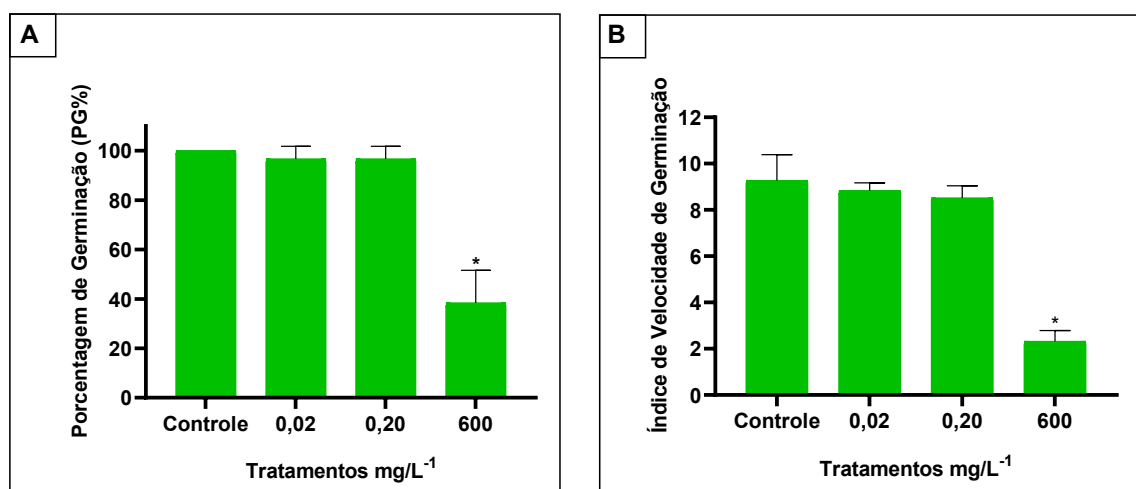 A
Porcentagem de Germinação (PG%)
100
80
60
40
20
0
*
Controle 0,02 0,20 600
Tratamentos mg/L⁻¹
B
Índice de Velocidade de Germinação
12
10
8
6
4
2
0
*
Controle 0,02 0,20 600
Tratamentos mg/L⁻¹